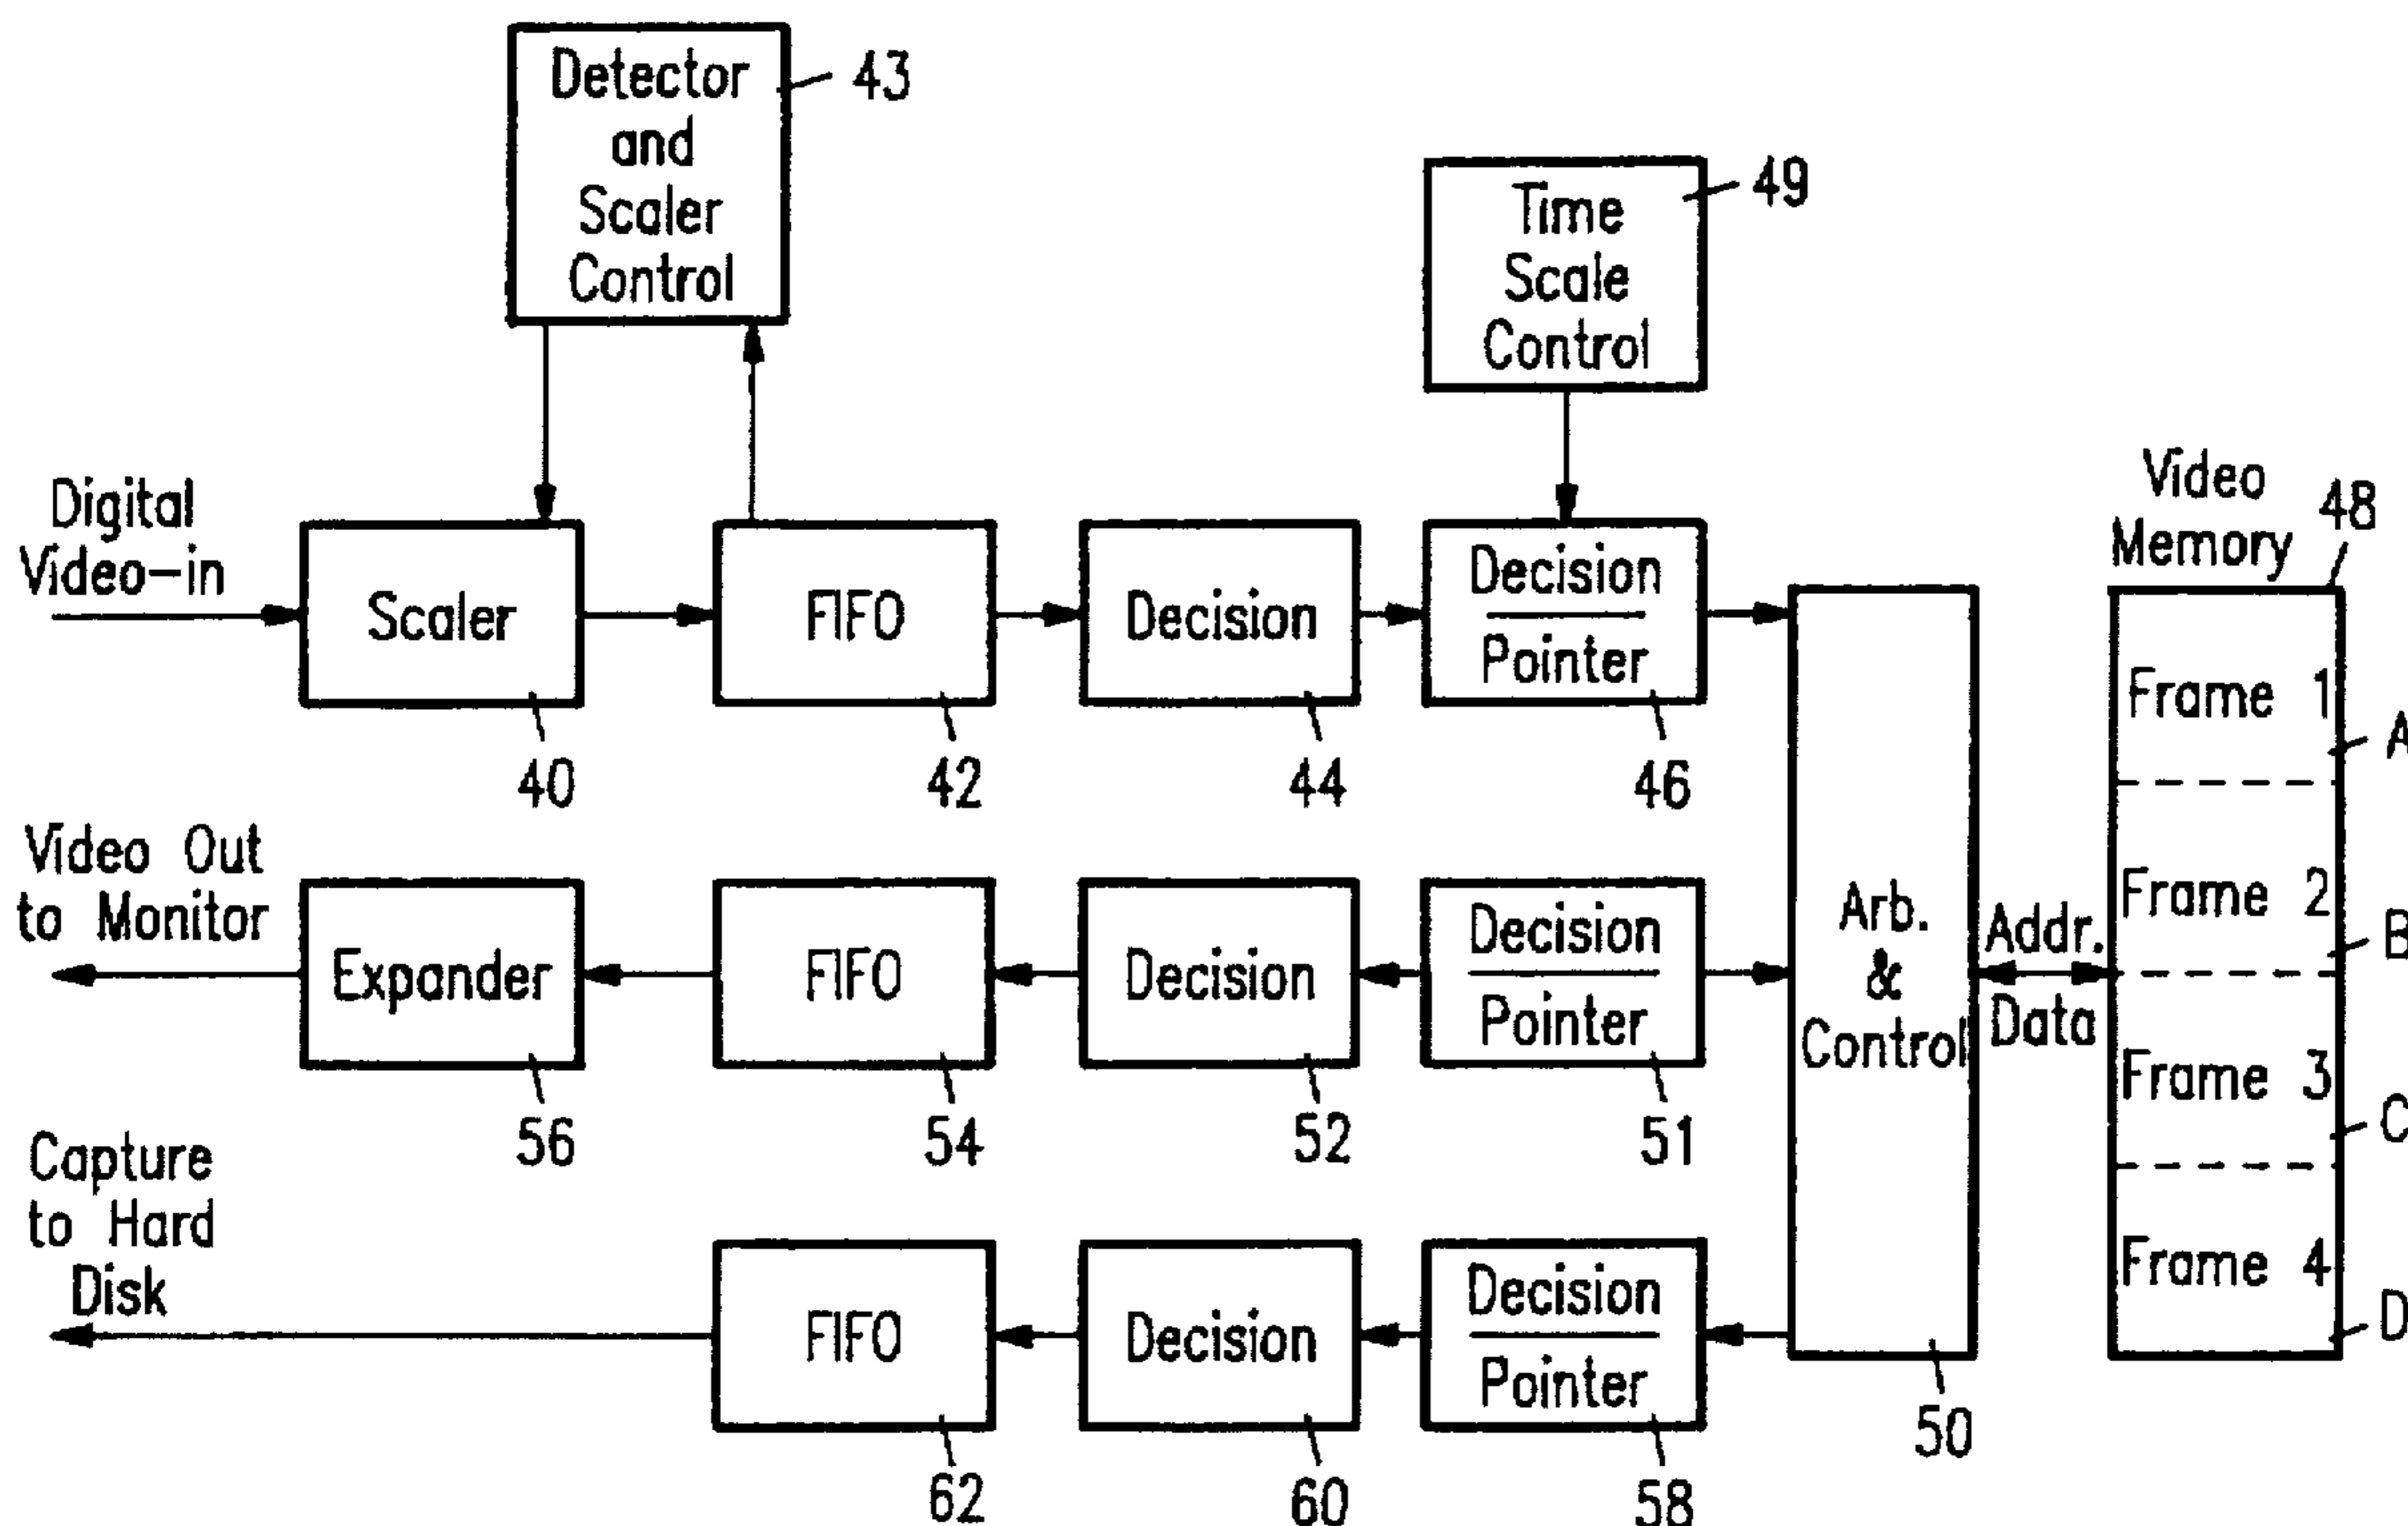 Detector
and
Scaler
Control
43
Time
Scale
Control
49
Digital
Video-in
Scaler
40
FIFO
42
Decision
44
Decision
Pointer
46
Video
Memory
48
Frame 1
A
Frame 2
B
Frame 3
C
Frame 4
D
Arb.
&
Control
50
Addr.
Data
Video Out
to Monitor
Expander
56
FIFO
54
Decision
52
Decision
Pointer
51
Capture
to Hard
Disk
FIFO
62
Decision
60
Decision
Pointer
58